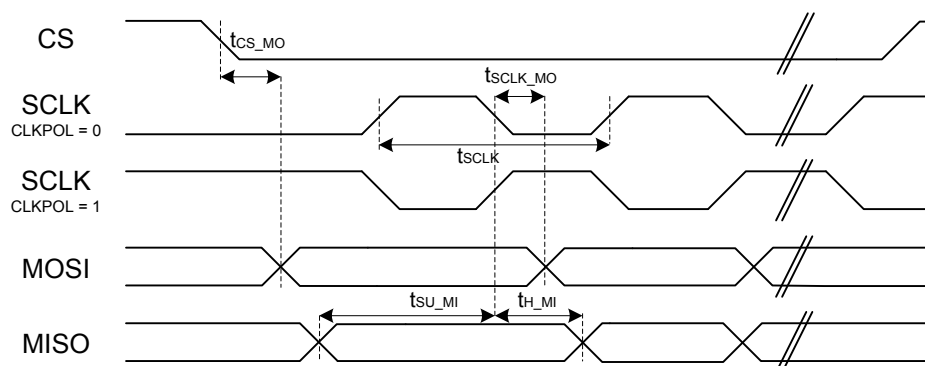 CS
tCS_MO
tSCLK_MO
SCLK
CLKPOL = 0
tSCLK
SCLK
CLKPOL = 1
MOSI
tSU_MI
tH_MI
MISO